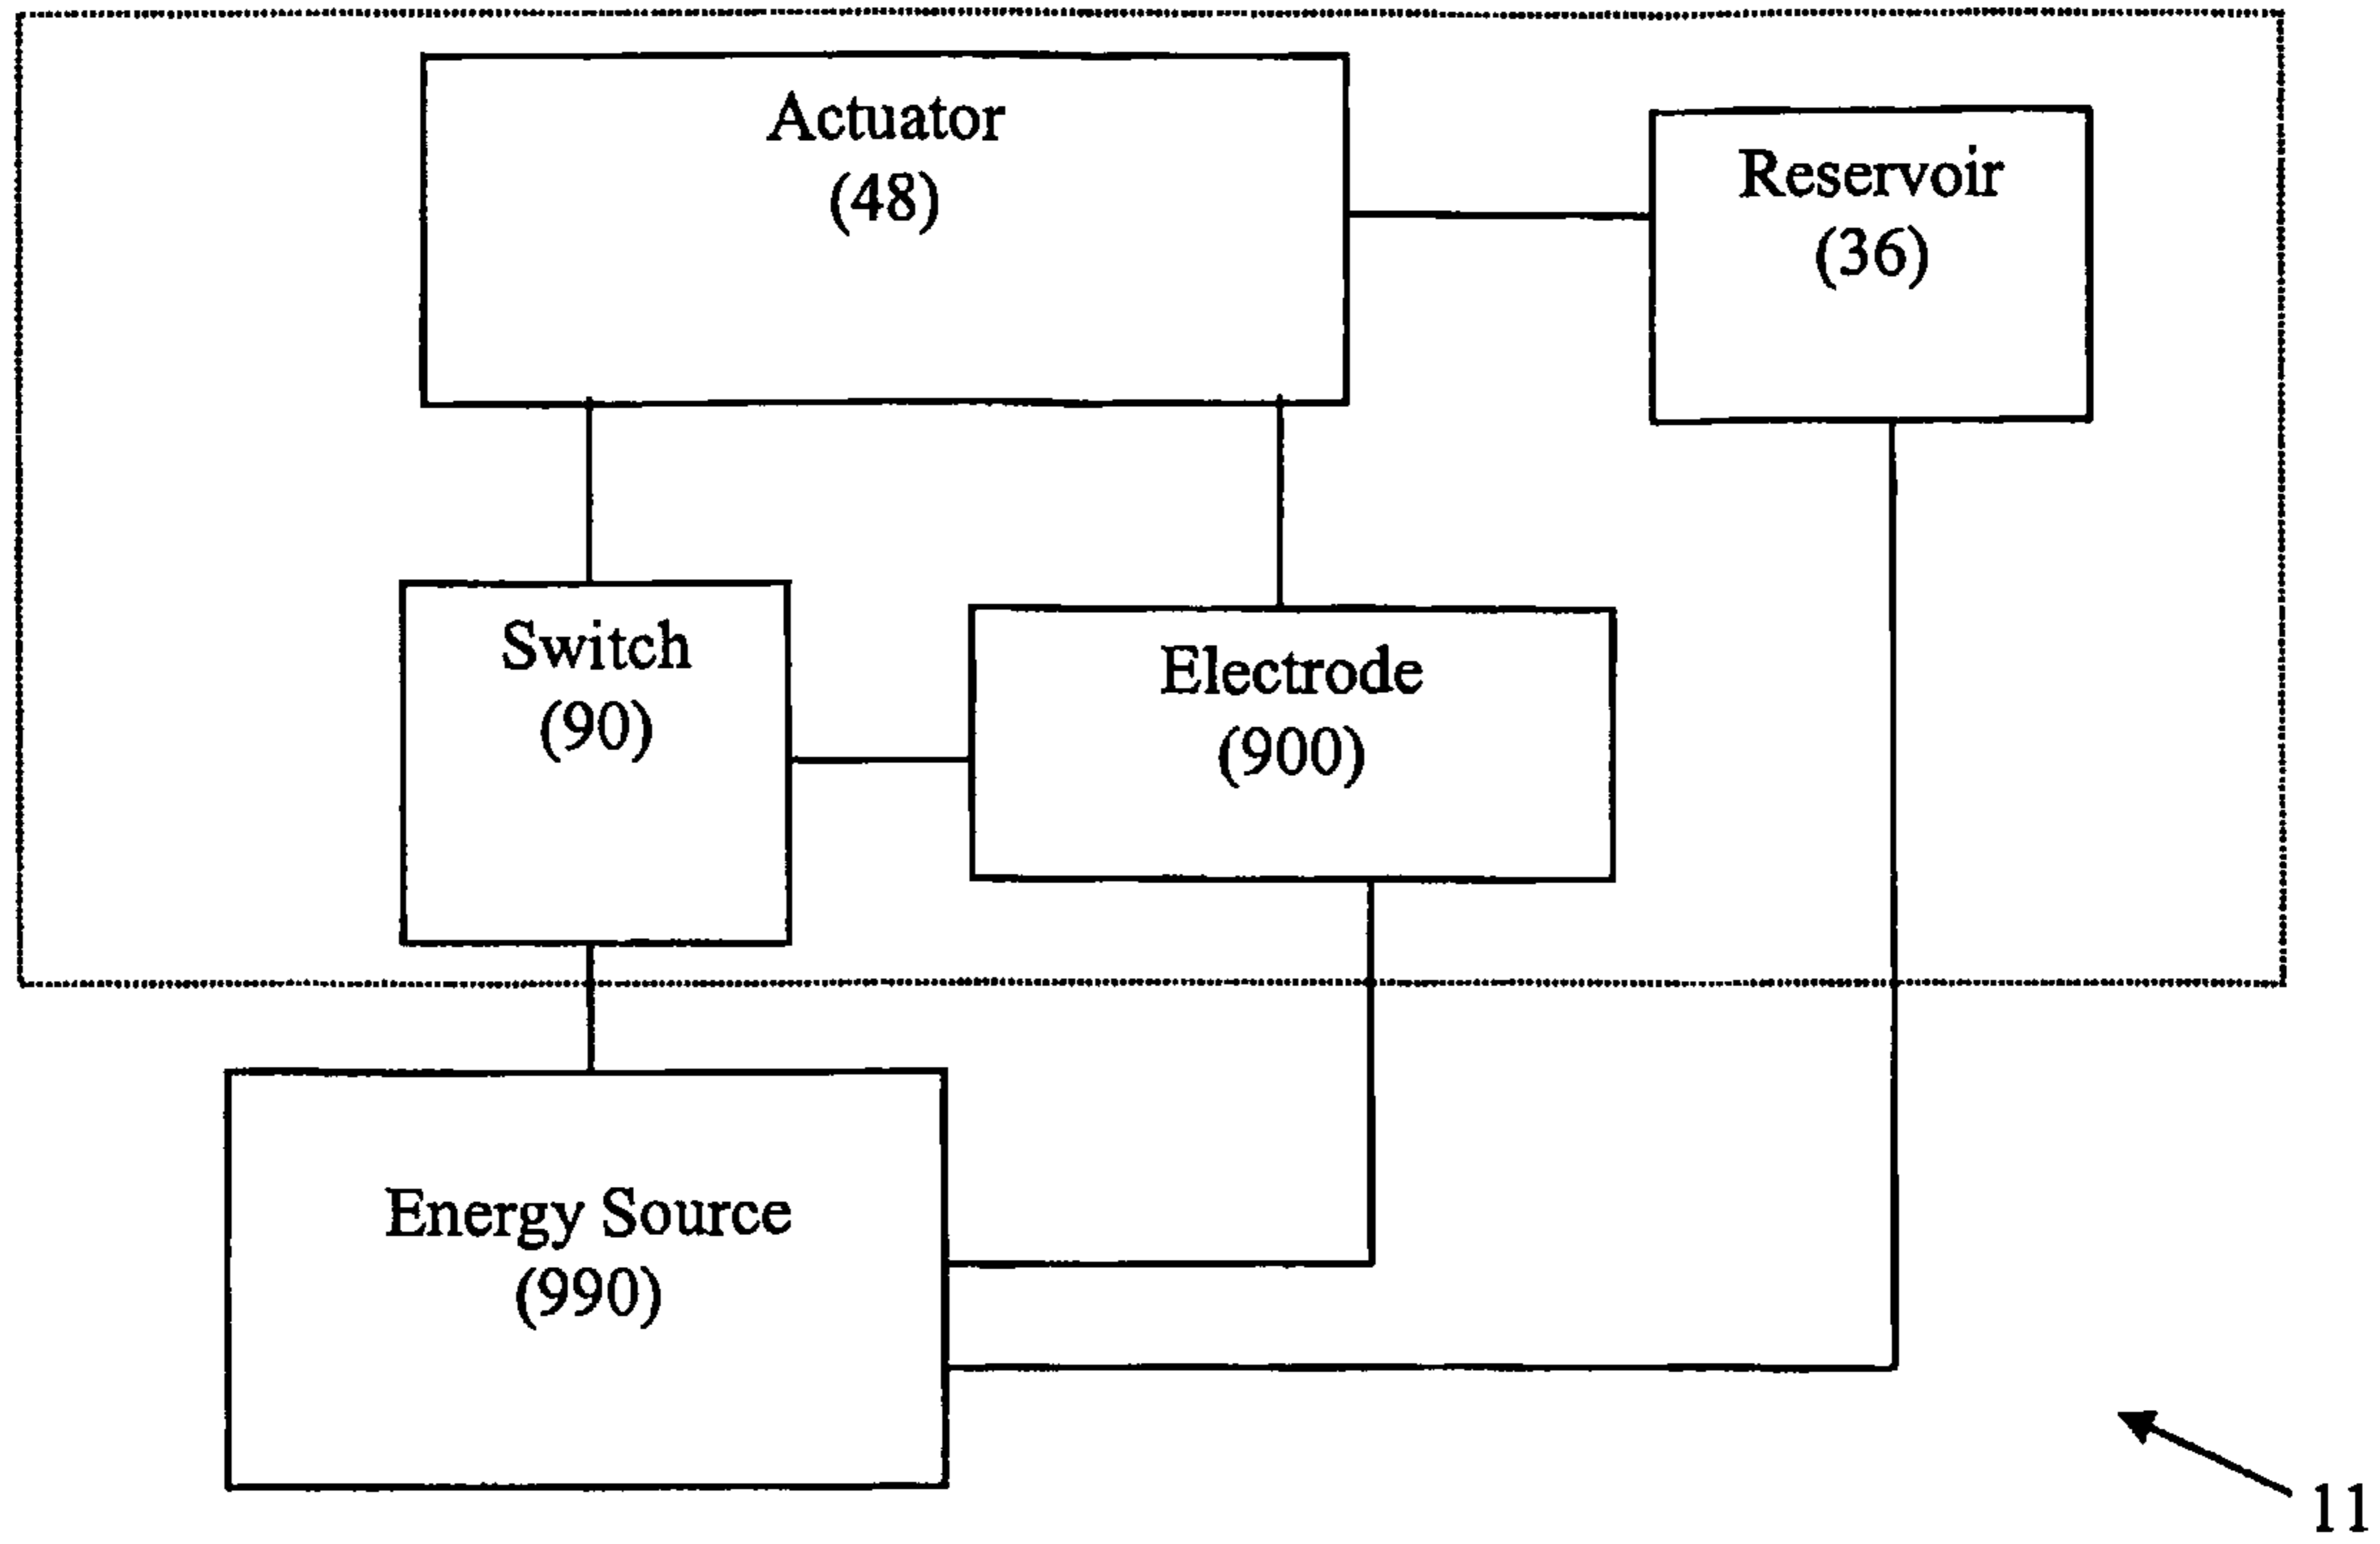 Actuator
(48)
Reservoir
(36)
Switch
(90)
Electrode
(900)
Energy Source
(990)
11